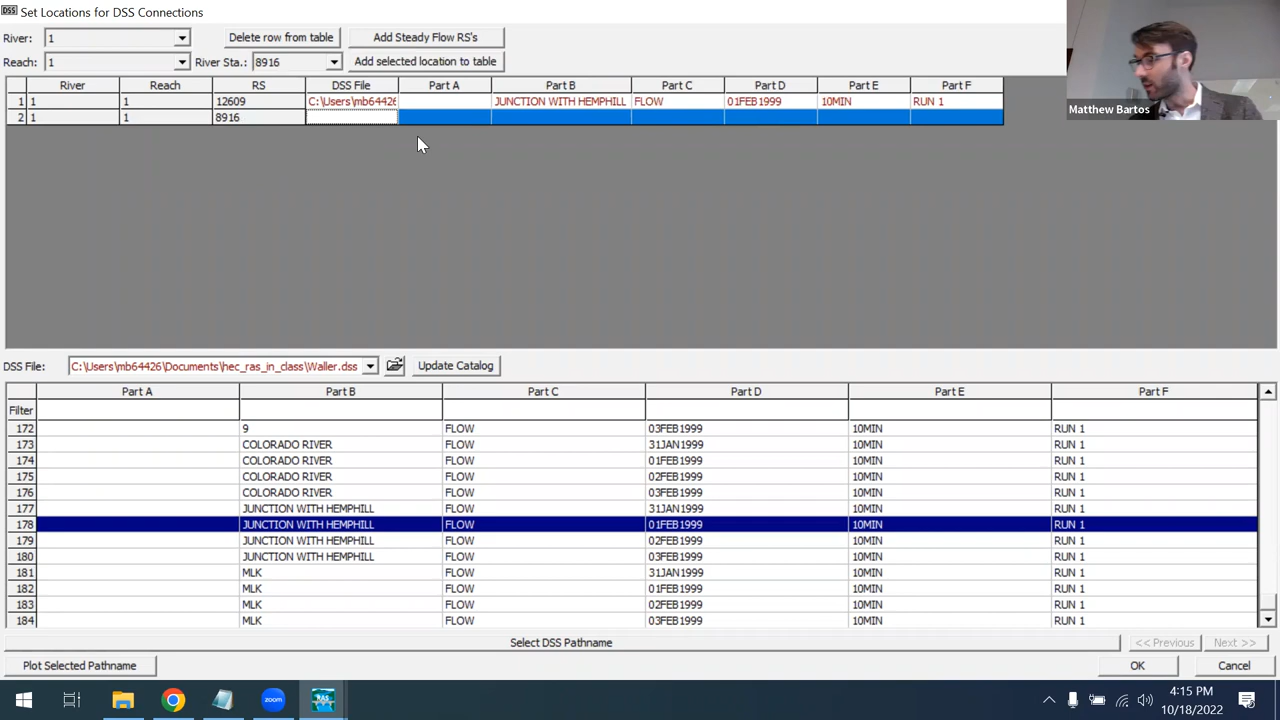 DSS Set Locations for DSS Connections
River: 1 Delete row from table Add Steady Flow RS's
Reach: 1 River Sta.: 8916 Add selected location to table
River Reach RS DSS File Part A Part B Part C Part D Part E Part F
1 1 1 12609 C:\Users\mb64426 JUNCTION WITH HEMPHILL FLOW 01FEB1999 10MIN RUN 1
2 1 1 8916
Matthew Bartos
DSS File: C:\Users\mb64426\Documents\hec_ras_in_class\Waller.dss Update Catalog
Part A Part B Part C Part D Part E Part F
Filter
172 9 FLOW 03FEB1999 10MIN RUN 1
173 COLORADO RIVER FLOW 31JAN1999 10MIN RUN 1
174 COLORADO RIVER FLOW 01FEB1999 10MIN RUN 1
175 COLORADO RIVER FLOW 02FEB1999 10MIN RUN 1
176 COLORADO RIVER FLOW 03FEB1999 10MIN RUN 1
177 JUNCTION WITH HEMPHILL FLOW 31JAN1999 10MIN RUN 1
178 JUNCTION WITH HEMPHILL FLOW 01FEB1999 10MIN RUN 1
179 JUNCTION WITH HEMPHILL FLOW 02FEB1999 10MIN RUN 1
180 JUNCTION WITH HEMPHILL FLOW 03FEB1999 10MIN RUN 1
181 MLK FLOW 31JAN1999 10MIN RUN 1
182 MLK FLOW 01FEB1999 10MIN RUN 1
183 MLK FLOW 02FEB1999 10MIN RUN 1
184 MLK FLOW 03FEB1999 10MIN RUN 1
Select DSS Pathname << Previous Next >>
Plot Selected Pathname OK Cancel
zoom RAS 4:15 PM
10/18/2022